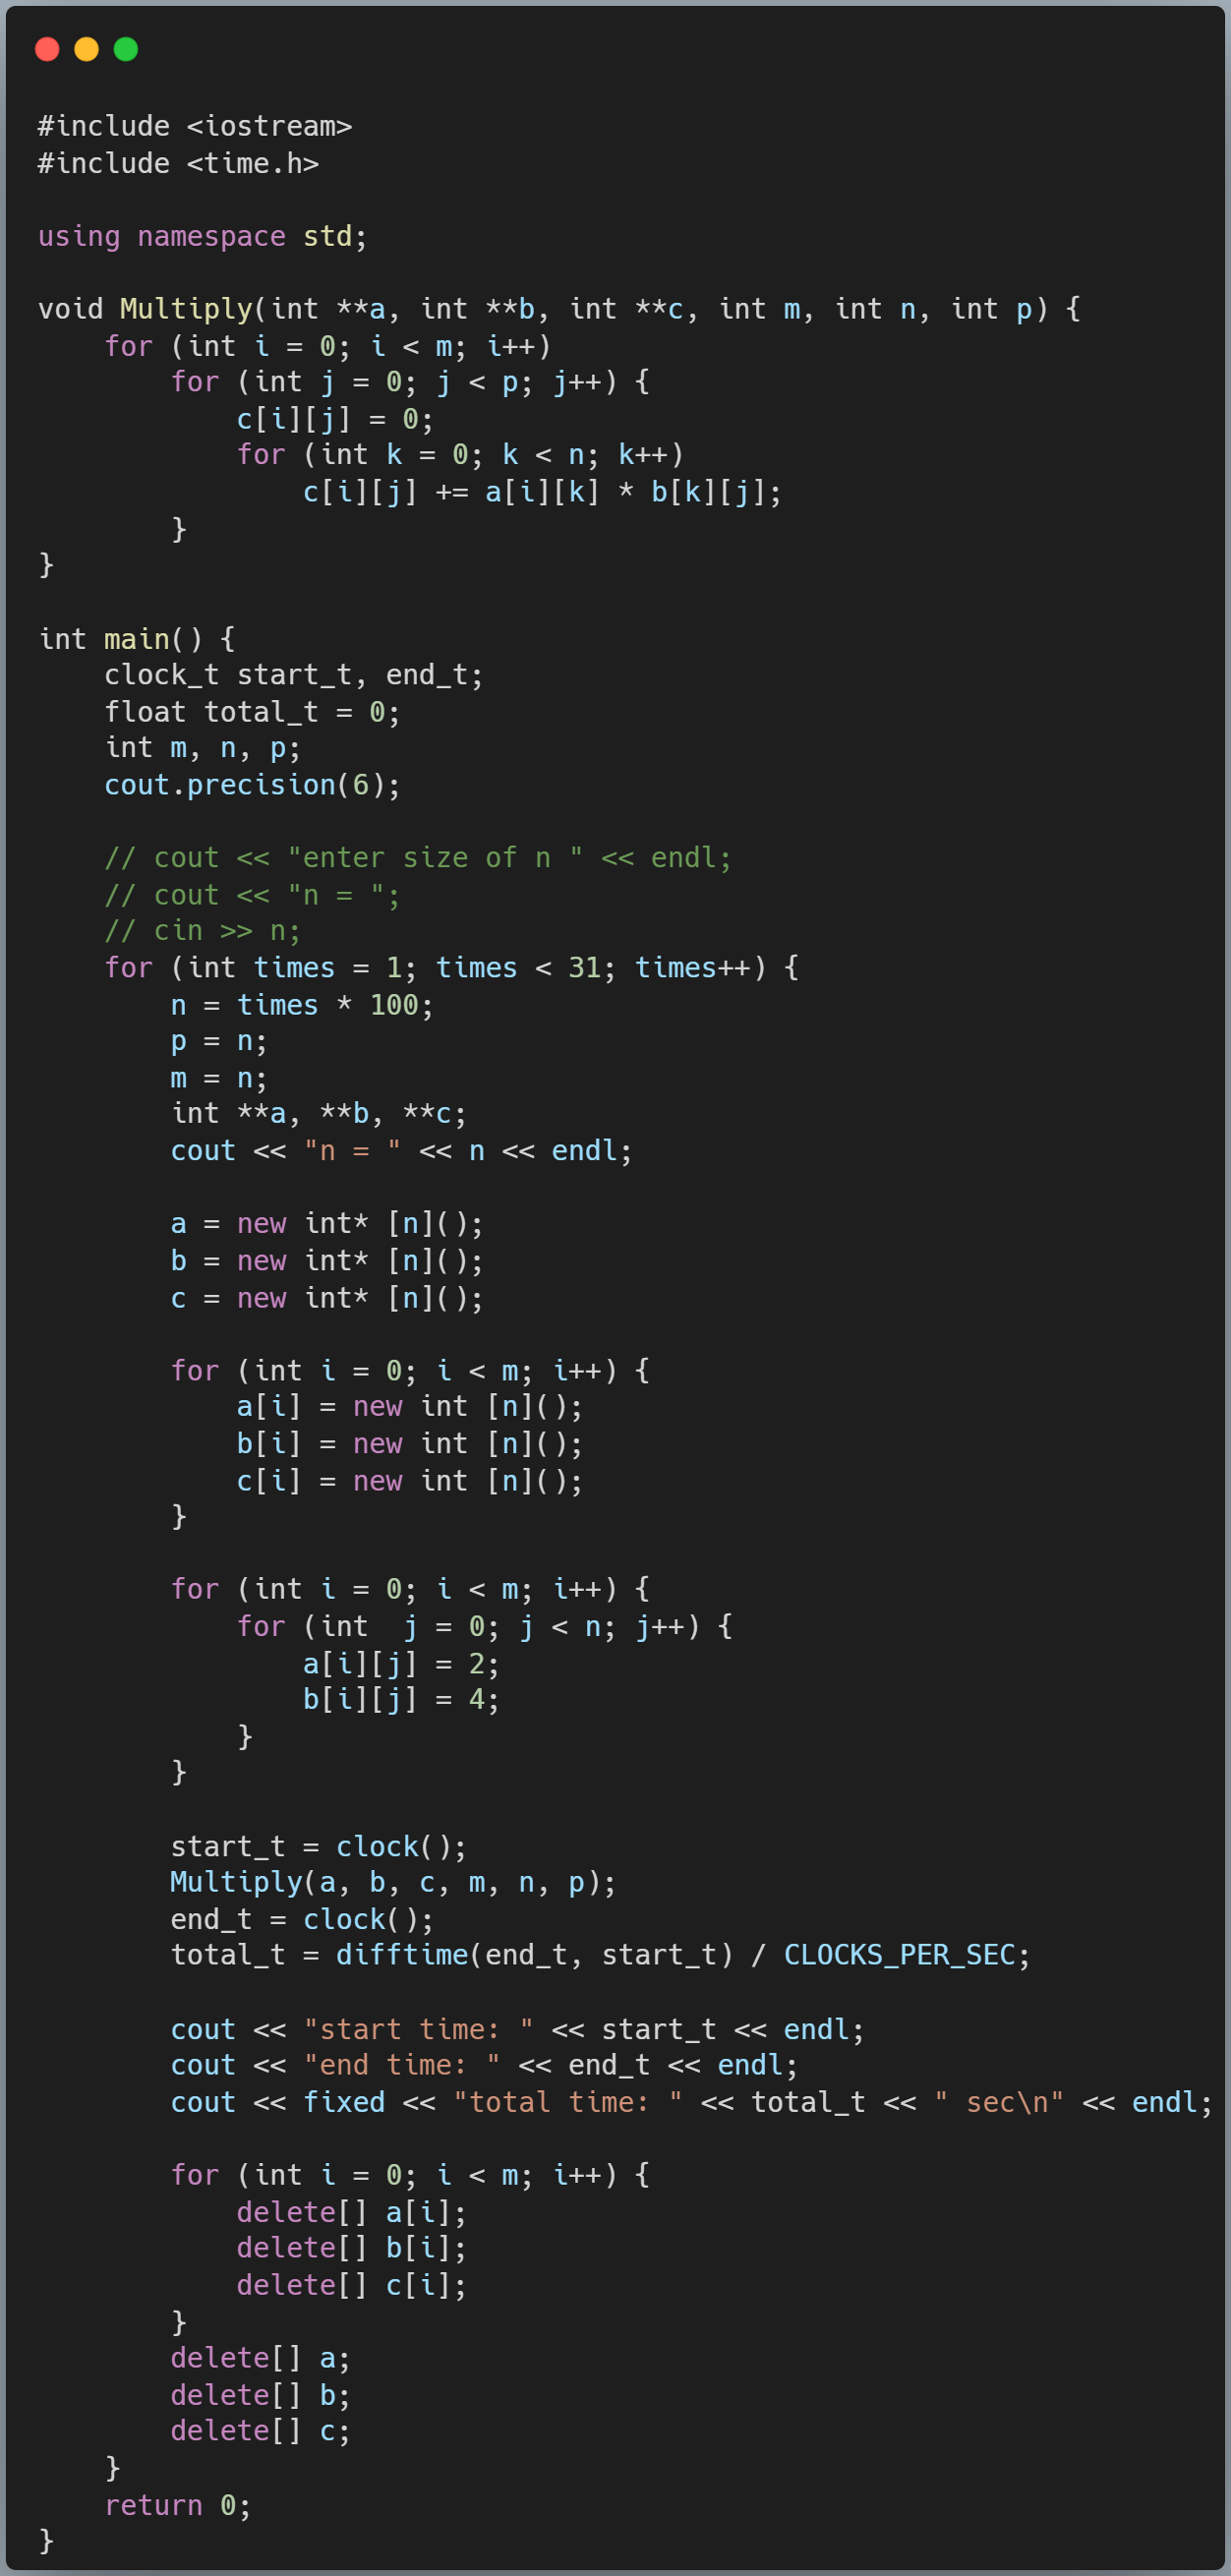 #include <iostream>
#include <time.h>

using namespace std;

void Multiply(int **a, int **b, int **c, int m, int n, int p) {
    for (int i = 0; i < m; i++)
        for (int j = 0; j < p; j++) {
            c[i][j] = 0;
            for (int k = 0; k < n; k++)
                c[i][j] += a[i][k] * b[k][j];
        }
}

int main() {
    clock_t start_t, end_t;
    float total_t = 0;
    int m, n, p;
    cout.precision(6);

    // cout << "enter size of n " << endl;
    // cout << "n = ";
    // cin >> n;
    for (int times = 1; times < 31; times++) {
        n = times * 100;
        p = n;
        m = n;
        int **a, **b, **c;
        cout << "n = " << n << endl;

        a = new int* [n]();
        b = new int* [n]();
        c = new int* [n]();

        for (int i = 0; i < m; i++) {
            a[i] = new int [n]();
            b[i] = new int [n]();
            c[i] = new int [n]();
        }

        for (int i = 0; i < m; i++) {
            for (int  j = 0; j < n; j++) {
                a[i][j] = 2;
                b[i][j] = 4;
            }
        }

        start_t = clock();
        Multiply(a, b, c, m, n, p);
        end_t = clock();
        total_t = difftime(end_t, start_t) / CLOCKS_PER_SEC;

        cout << "start time: " << start_t << endl;
        cout << "end time: " << end_t << endl;
        cout << fixed << "total time: " << total_t << " sec\n" << endl;

        for (int i = 0; i < m; i++) {
            delete[] a[i];
            delete[] b[i];
            delete[] c[i];
        }
        delete[] a;
        delete[] b;
        delete[] c;
    }
    return 0;
}